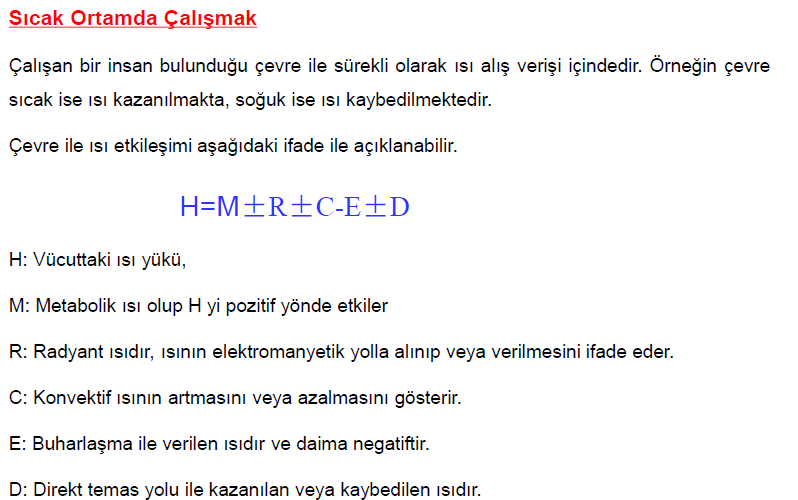 Sıcak Ortamda Çalışmak
Çalışan bir insan bulunduğu çevre ile sürekli olarak ısı alış verişi içindedir. Örneğin çevre
sıcak ise ısı kazanılmakta, soğuk ise ısı kaybedilmektedir.
Çevre ile ısı etkileşimi aşağıdaki ifade ile açıklanabilir.
H=M±R±C-E±D
H: Vücuttaki ısı yükü,
M: Metabolik ısı olup H yi pozitif yönde etkiler
R: Radyant ısıdır, ısının elektromanyetik yolla alınıp veya verilmesini ifade eder.
C: Konvektif ısının artmasını veya azalmasını gösterir.
E: Buharlaşma ile verilen ısıdır ve daima negatiftir.
D: Direkt temas yolu ile kazanılan veya kaybedilen ısıdır.